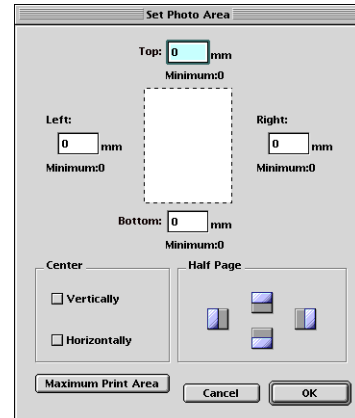 Set Photo Area
Top: 0 mm
Minimum:0
Left: Right:
0 mm 0 mm
Minimum:0 Minimum:0
Bottom: 0 mm
Minimum:0
Center Half Page
Vertically
Horizontally
Maximum Print Area Cancel OK